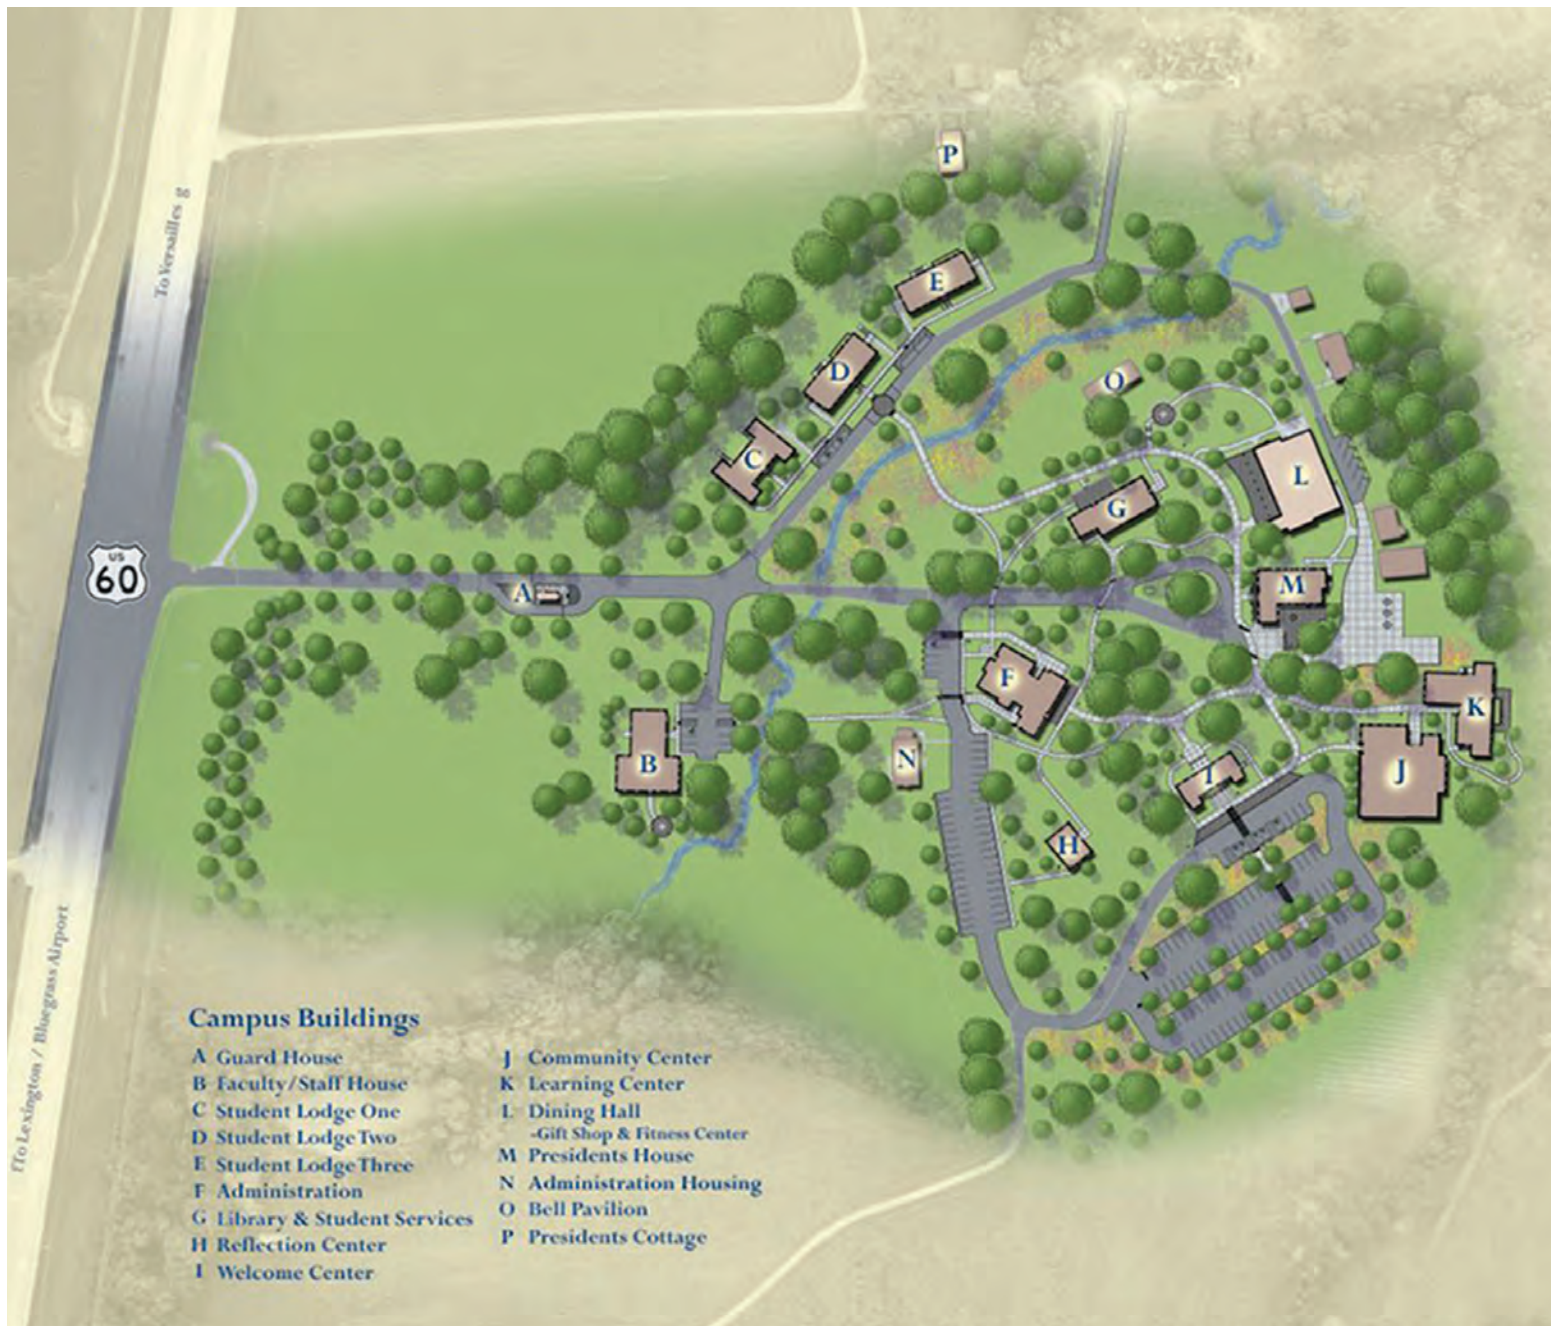 P
To Versailles g
E
D
O
C
L
G
US
60
A
M
F
K
B
N
I
J
H
fTo Lexington / Bluegrass Airport
Campus Buildings
A Guard House
B Faculty/Staff House
C Student Lodge One
D Student Lodge Two
E Student Lodge Three
F Administration
G Library & Student Services
H Reflection Center
I Welcome Center
J Community Center
K Learning Center
L Dining Hall
-Gift Shop & Fitness Center
M Presidents House
N Administration Housing
O Bell Pavilion
P Presidents Cottage